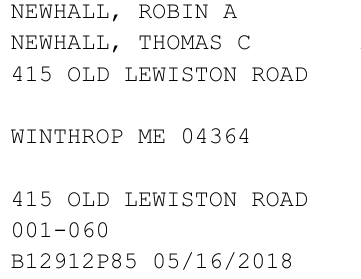 NEWHALL, ROBIN A
NEWHALL, THOMAS C
415 OLD LEWISTON ROAD
WINTHROP ME 04364
415 OLD LEWISTON ROAD
001-060
B12912P85 05/16/2018